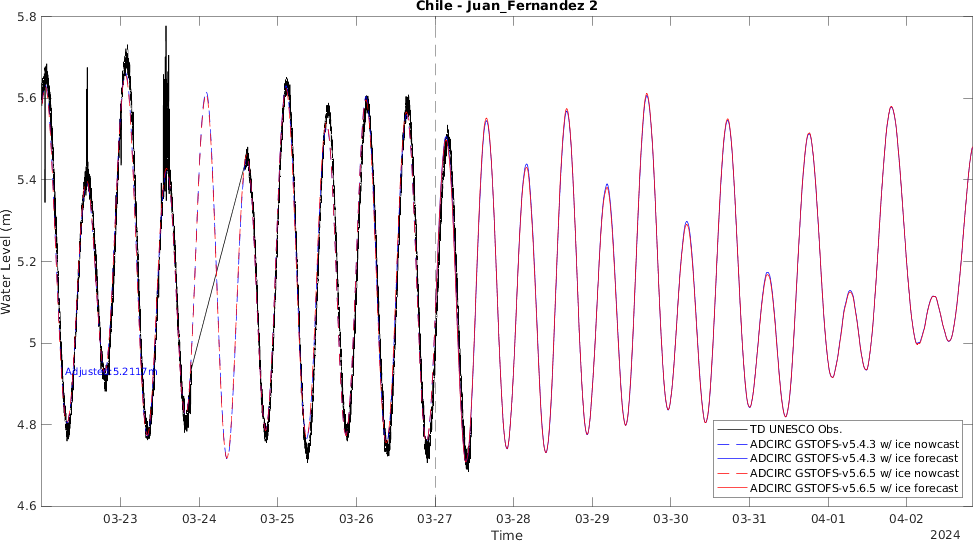 Chile - Juan_Fernandez 2
5.8
5.6
5.4
5.2
5
4.8
4.6
Water Level (m)
Adjusted:5.2117m
TD UNESCO Obs.
ADCIRC GSTOFS-v5.4.3 w/ ice nowcast
ADCIRC GSTOFS-v5.4.3 w/ ice forecast
ADCIRC GSTOFS-v5.6.5 w/ ice nowcast
ADCIRC GSTOFS-v5.6.5 w/ ice forecast
03-23 03-24 03-25 03-26 03-27 03-28 03-29 03-30 03-31 04-01 04-02
Time
2024